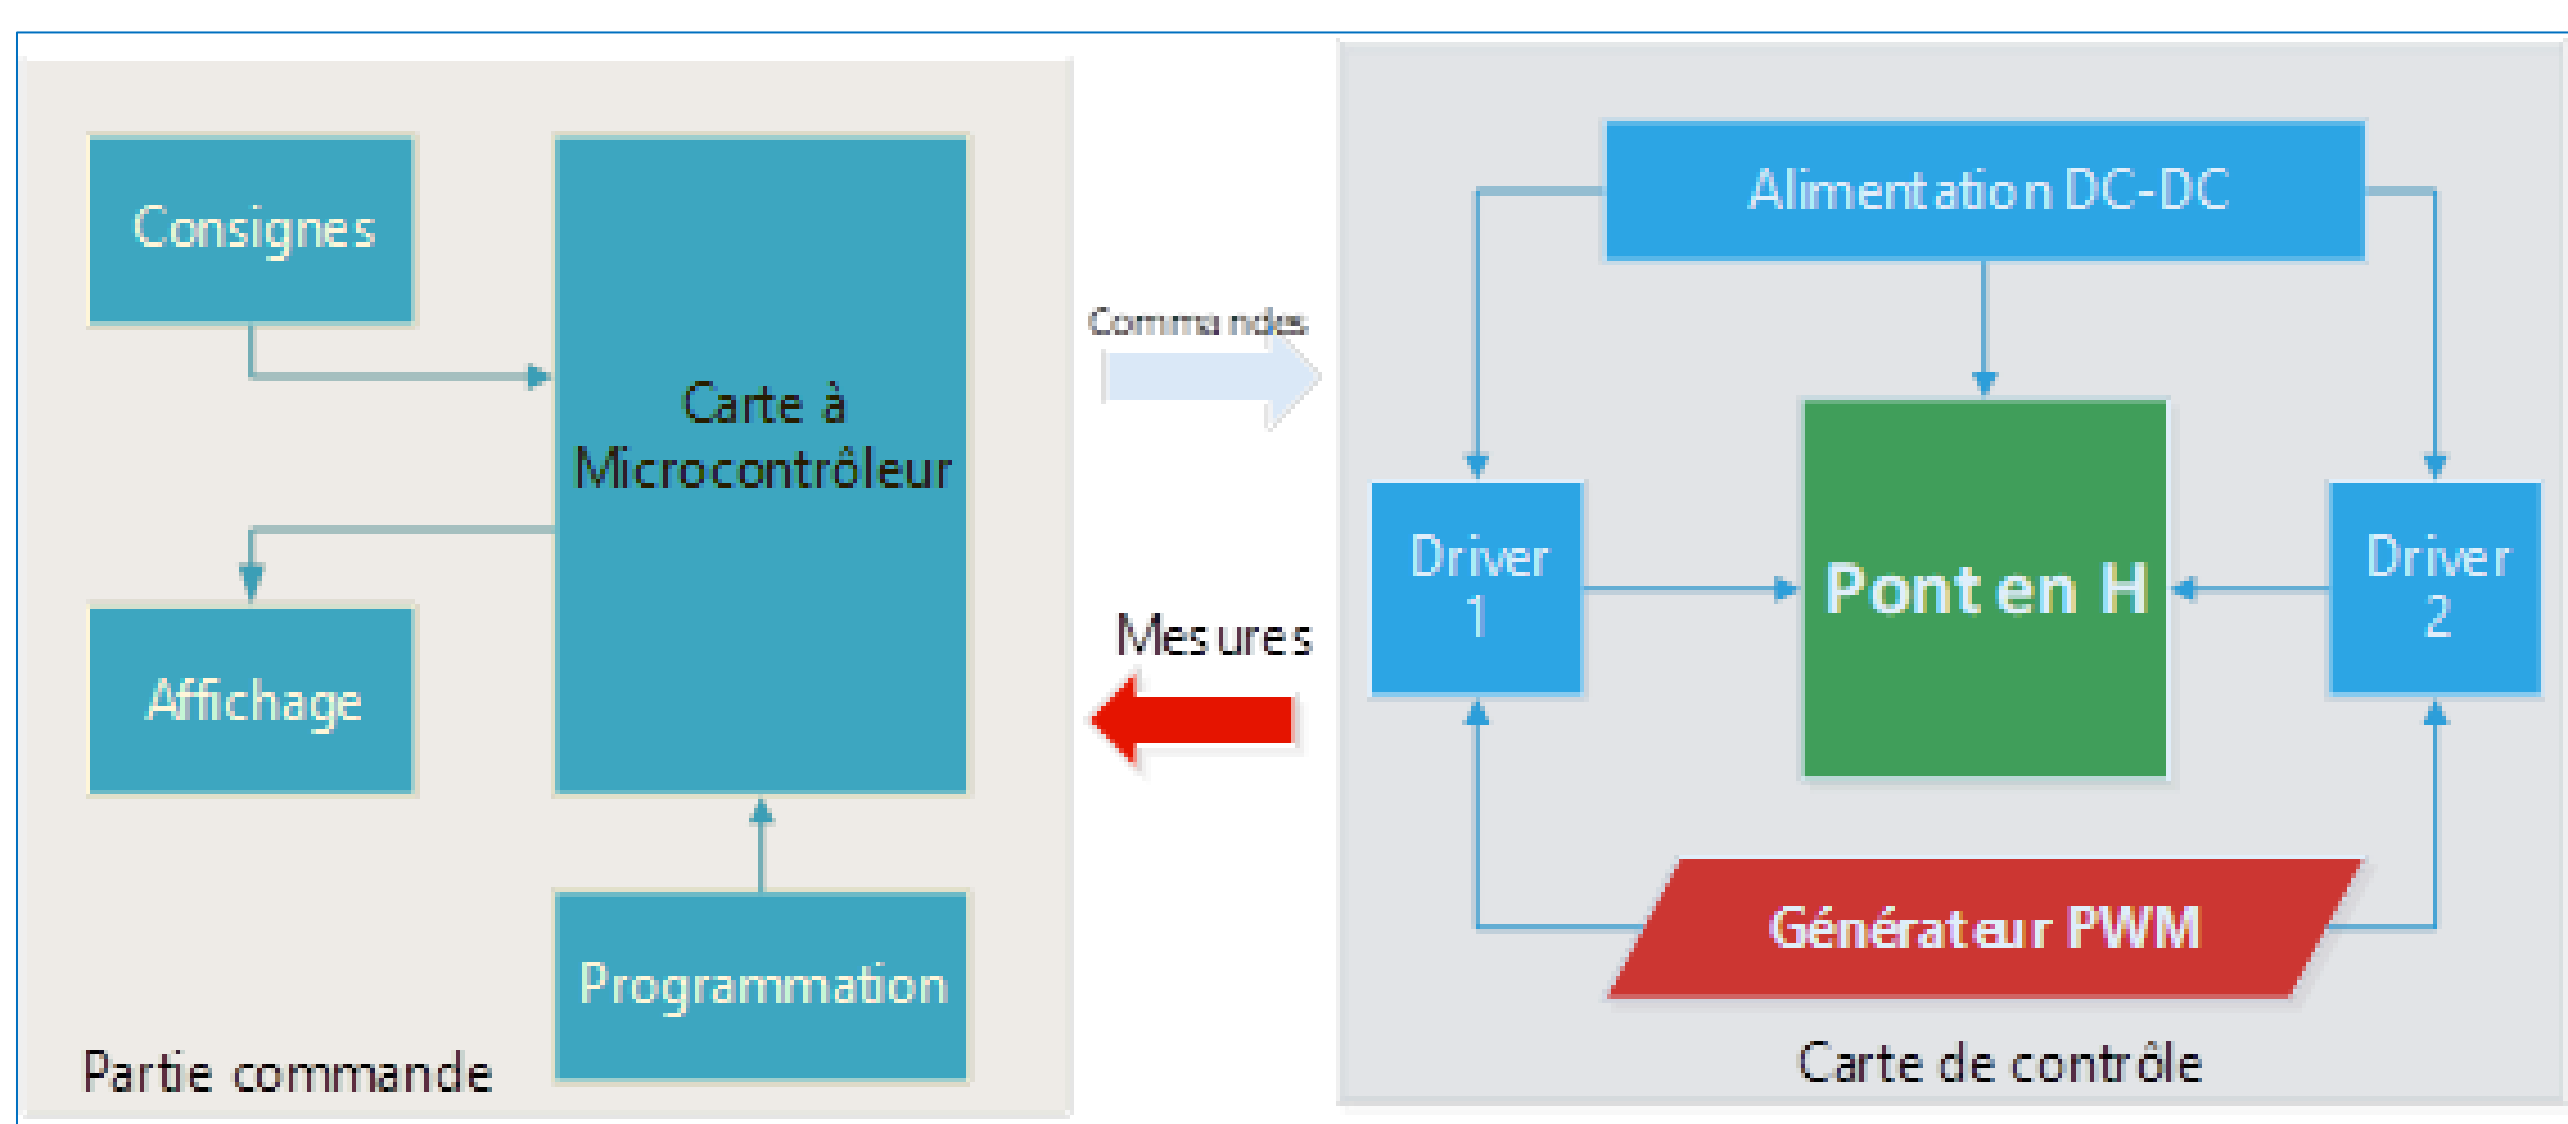 Consignes
Carte à
Microcontrôleur
Affichage
Programmation
Partie commande
Commandes
Mesures
Alimentation DC-DC
Driver
1
Pont en H
Driver
2
Générateur PWM
Carte de contrôle